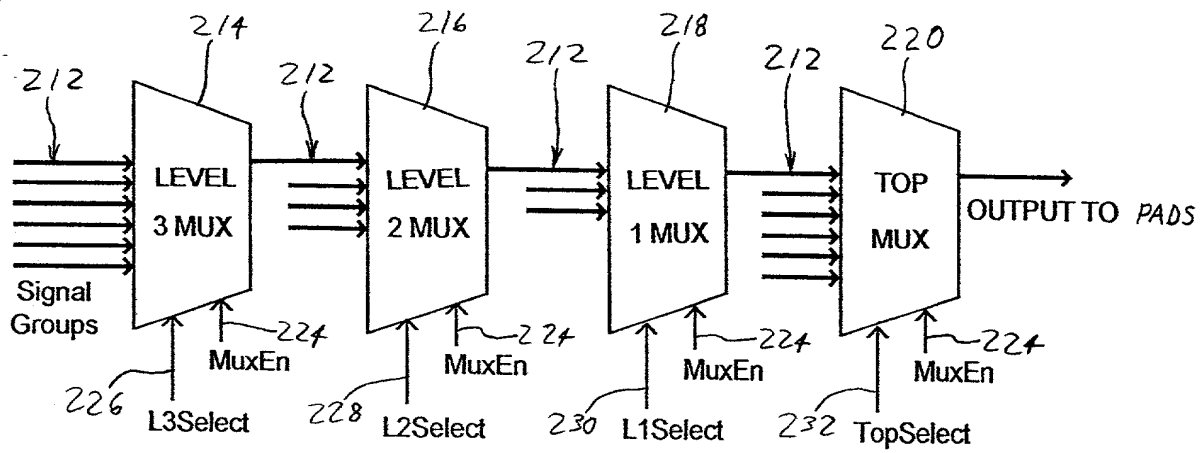 214
216
218
220
212
212
212
212
LEVEL
3 MUX
LEVEL
2 MUX
LEVEL
1 MUX
TOP
MUX
OUTPUT TO PADS
Signal
Groups
224
MuxEn
224
MuxEn
224
MuxEn
224
MuxEn
226
L3Select
228
L2Select
230
L1Select
232
TopSelect